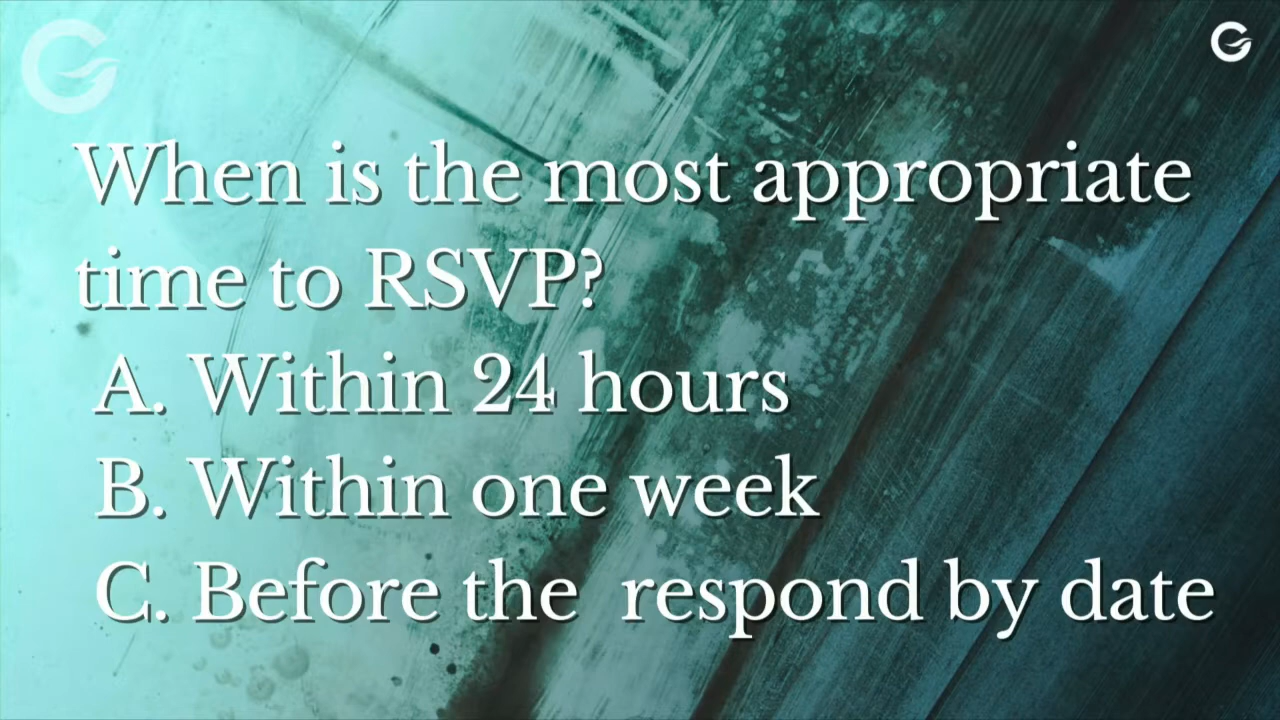 When is the most appropriate
time to RSVP?
A. Within 24 hours
B. Within one week
C. Before the respond by date